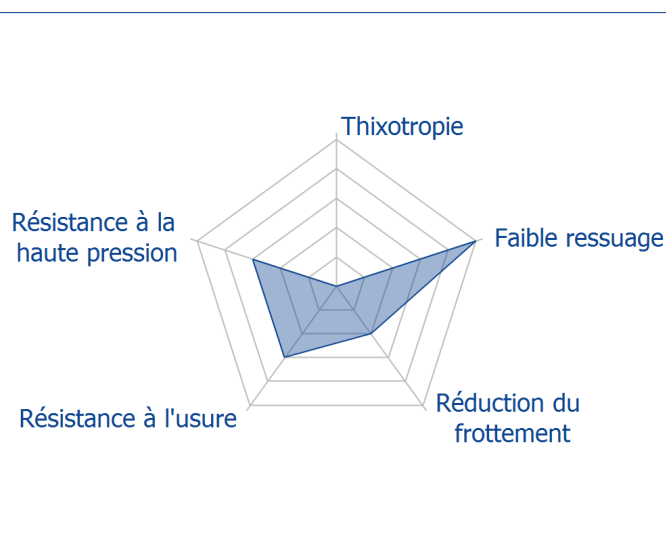 Thixotropie
Résistance à la
haute pression
Faible ressuage
Résistance à l'usure
Réduction du
frottement